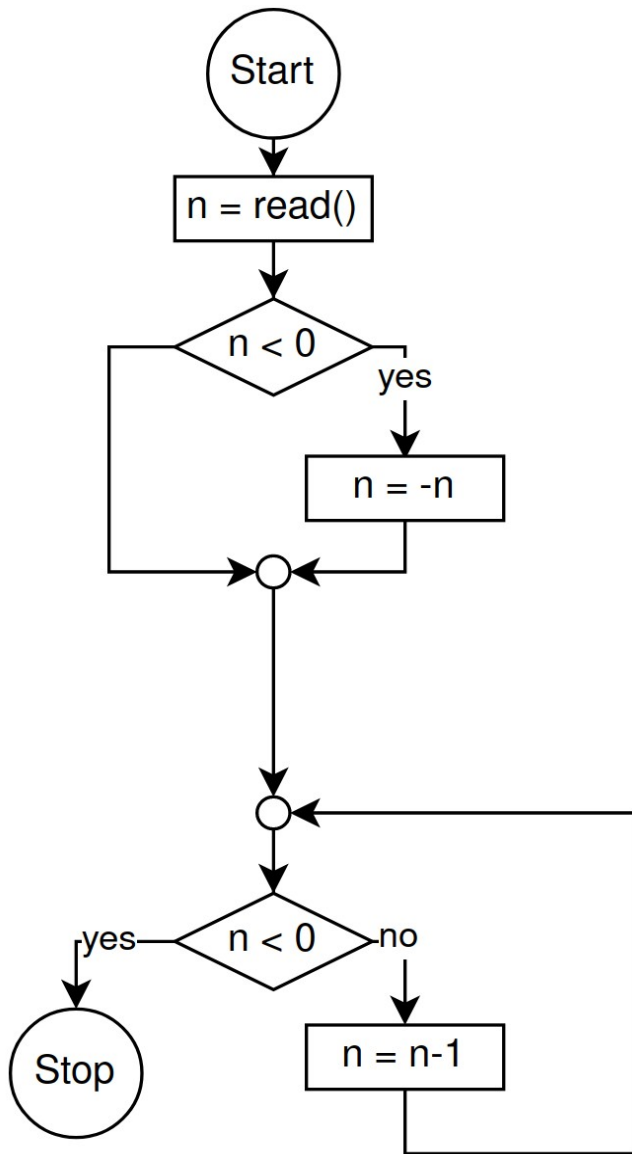 Start
n = read()
n < 0
yes
n = -n
n < 0
yes
no
Stop
n = n-1